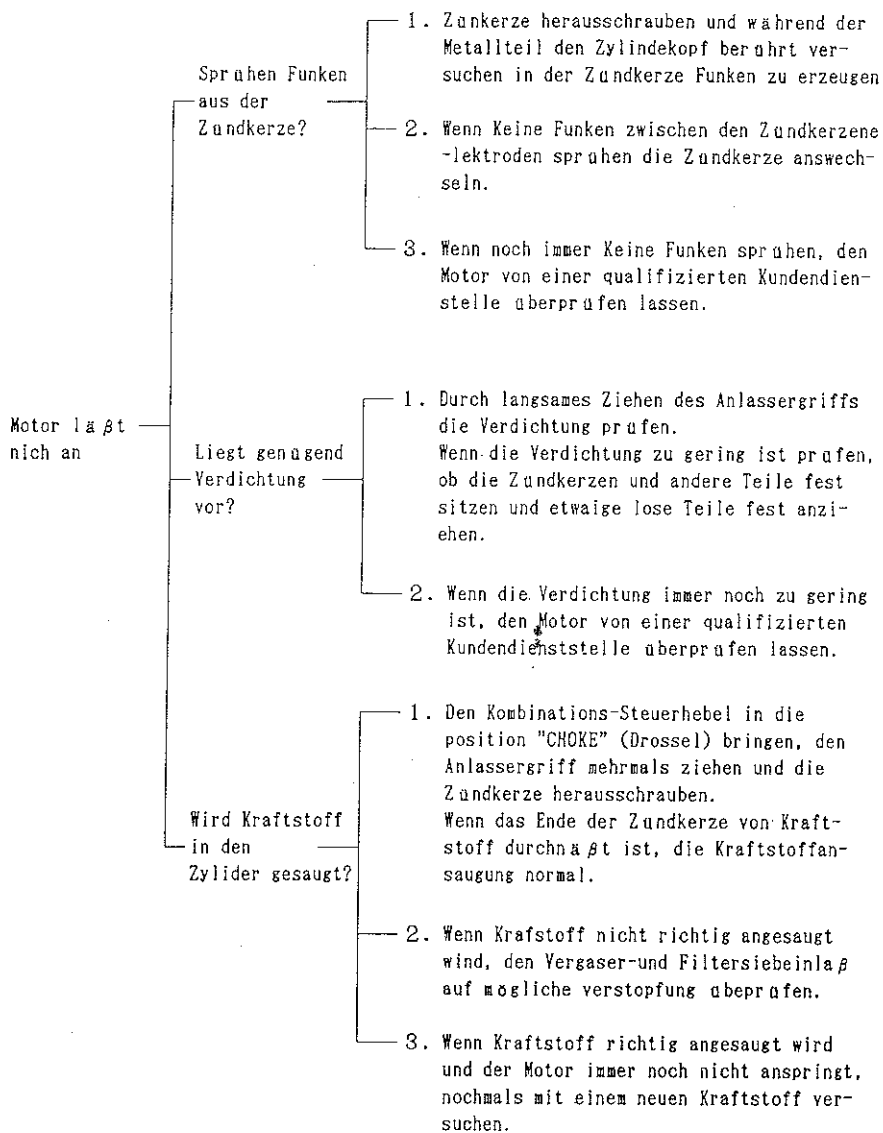 Motor läßt
nich an
Sprühen Funken
aus der
Zündkerze?
1. Zünkerze herausschrauben und während der
Metallteil den Zylindekopf berührt ver-
suchen in der Zündkerze Funken zu erzeugen
2. Wenn Keine Funken zwischen den Zündkerzene
-lektroden sprühen die Zündkerze answech-
seln.
3. Wenn noch immer Keine Funken sprühen, den
Motor von einer qualifizierten Kundendien-
stelle überprüfen lassen.
Liegt genügend
Verdichtung
vor?
1. Durch langsames Ziehen des Anlassergriffs
die Verdichtung prüfen.
Wenn die Verdichtung zu gering ist prüfen,
ob die Zündkerzen und andere Teile fest
sitzen und etwaige lose Teile fest anzi-
ehen.
2. Wenn die Verdichtung immer noch zu gering
ist, den Motor von einer qualifizierten
Kundendienststelle überprüfen lassen.
Wird Kraftstoff
in den
Zylider gesaugt?
1. Den Kombinations-Steuerhebel in die
position "CHOKE" (Drossel) bringen, den
Anlassergriff mehrmals ziehen und die
Zündkerze herausschrauben.
Wenn das Ende der Zündkerze von Kraft-
stoff durchnäßt ist, die Kraftstoffan-
saugung normal.
2. Wenn Krafstoff nicht richtig angesaugt
wind, den Vergaser-und Filtersiebeinlaß
auf mögliche verstopfung übeprüfen.
3. Wenn Kraftstoff richtig angesaugt wird
und der Motor immer noch nicht anspringt,
nochmals mit einem neuen Kraftstoff ver-
suchen.